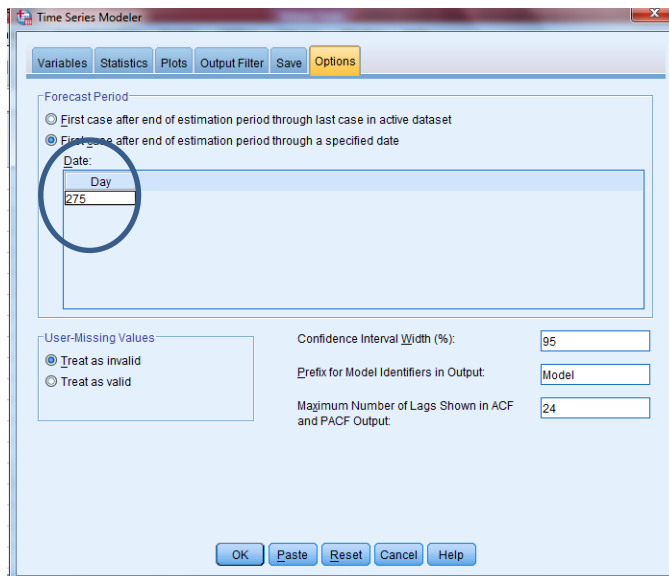 Time Series Modeler
Variables Statistics Plots Output Filter Save Options
Forecast Period
First case after end of estimation period through last case in active dataset
First case after end of estimation period through a specified date
Date:
Day
275
User-Missing Values
Treat as invalid
Treat as valid
Confidence Interval Width (%): 95
Prefix for Model Identifiers in Output: Model
Maximum Number of Lags Shown in ACF
and PACF Output: 24
OK Paste Reset Cancel Help